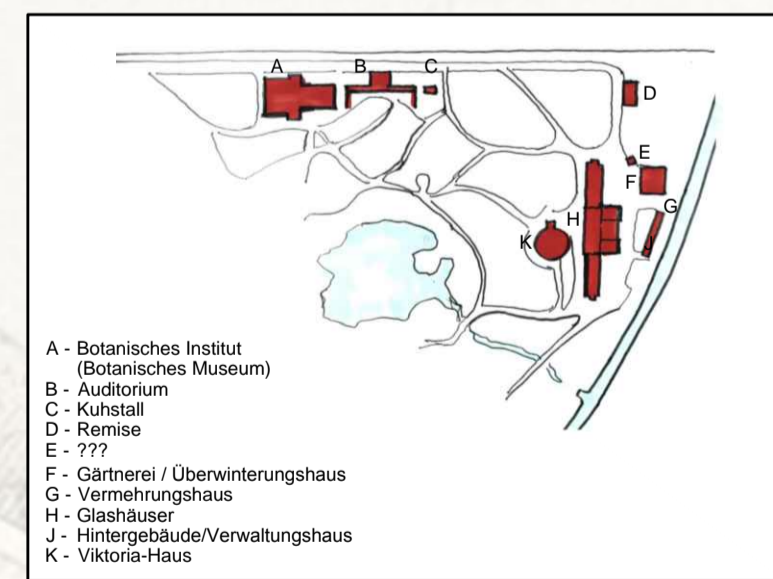 A
B
C
D
E
F
G
H
K
J
A - Botanisches Institut
(Botanisches Museum)
B - Auditorium
C - Kuhstall
D - Remise
E - ???
F - Gärtnerei / Überwinterungshaus
G - Vermehrungshaus
H - Glashäuser
J - Hintergebäude/Verwaltungshaus
K - Viktoria-Haus